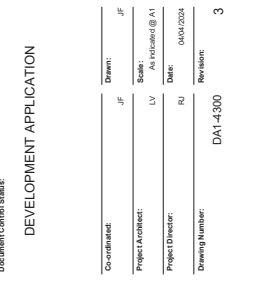 Document Control Status:
DEVELOPMENT APPLICATION
Co-ordinated: JF
Drawn: JF
Project Architect: LV
Scale: As indicated @ A1
Project Director: RJ
Date: 04/04/2024
Drawing Number: DA1-4300
Revision: 3